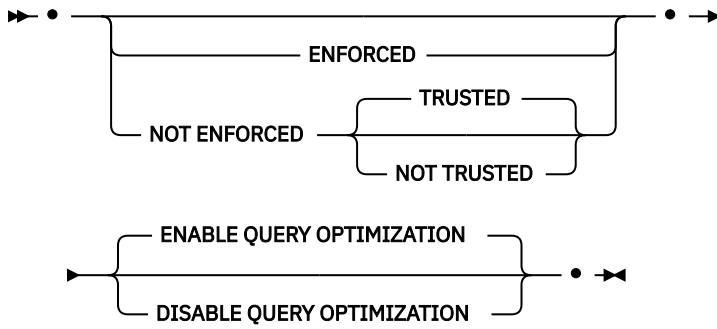 ENFORCED
TRUSTED
NOT ENFORCED
NOT TRUSTED
ENABLE QUERY OPTIMIZATION
DISABLE QUERY OPTIMIZATION